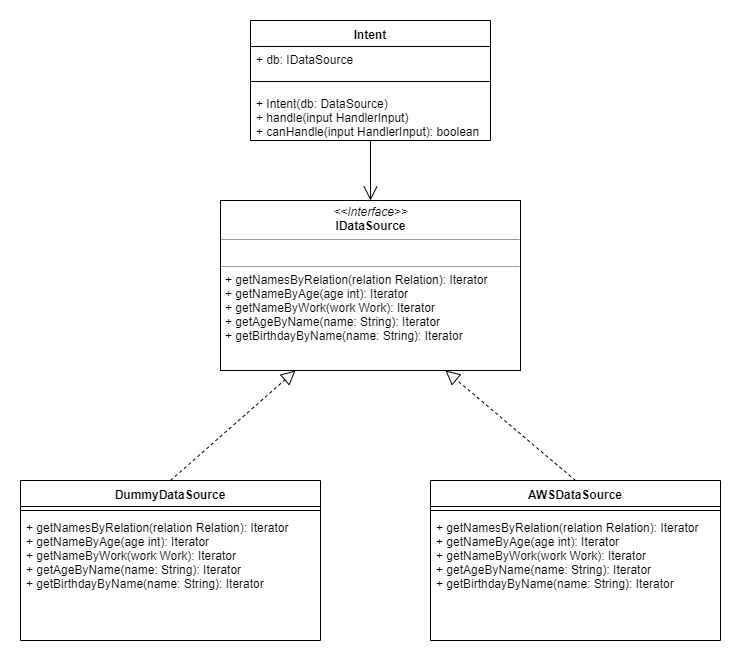 Intent
+ db: IDataSource
+ Intent(db: DataSource)
+ handle(input HandlerInput)
+ canHandle(input HandlerInput): boolean
<<Interface>>
IDataSource
+ getNamesByRelation(relation Relation): Iterator
+ getNameByAge(age int): Iterator
+ getNameByWork(work Work): Iterator
+ getAgeByName(name: String): Iterator
+ getBirthdayByName(name: String): Iterator
DummyDataSource
+ getNamesByRelation(relation Relation): Iterator
+ getNameByAge(age int): Iterator
+ getNameByWork(work Work): Iterator
+ getAgeByName(name: String): Iterator
+ getBirthdayByName(name: String): Iterator
AWSDataSource
+ getNamesByRelation(relation Relation): Iterator
+ getNameByAge(age int): Iterator
+ getNameByWork(work Work): Iterator
+ getAgeByName(name: String): Iterator
+ getBirthdayByName(name: String): Iterator